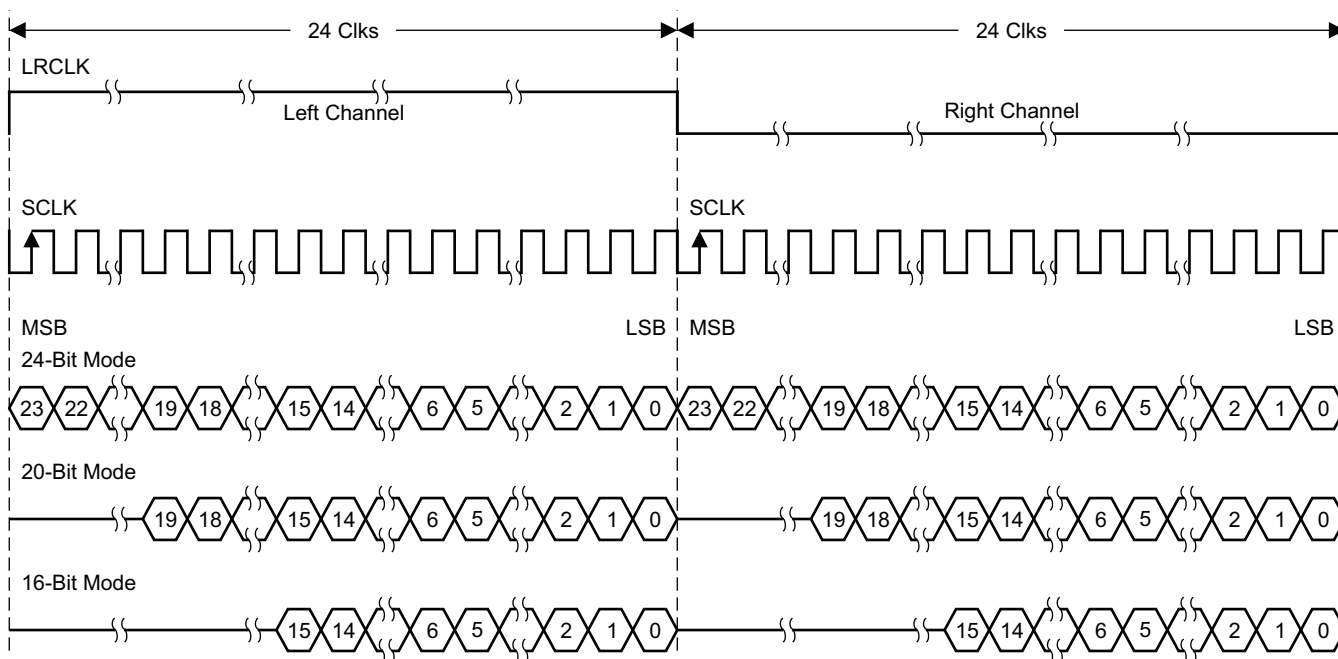 24 Clks 24 Clks
LRCLK
Left Channel Right Channel
SCLK SCLK
MSB LSB MSB LSB
24-Bit Mode
23 22 19 18 15 14 6 5 2 1 0 23 22 19 18 15 14 6 5 2 1 0
20-Bit Mode
19 18 15 14 6 5 2 1 0 19 18 15 14 6 5 2 1 0
16-Bit Mode
15 14 6 5 2 1 0 15 14 6 5 2 1 0